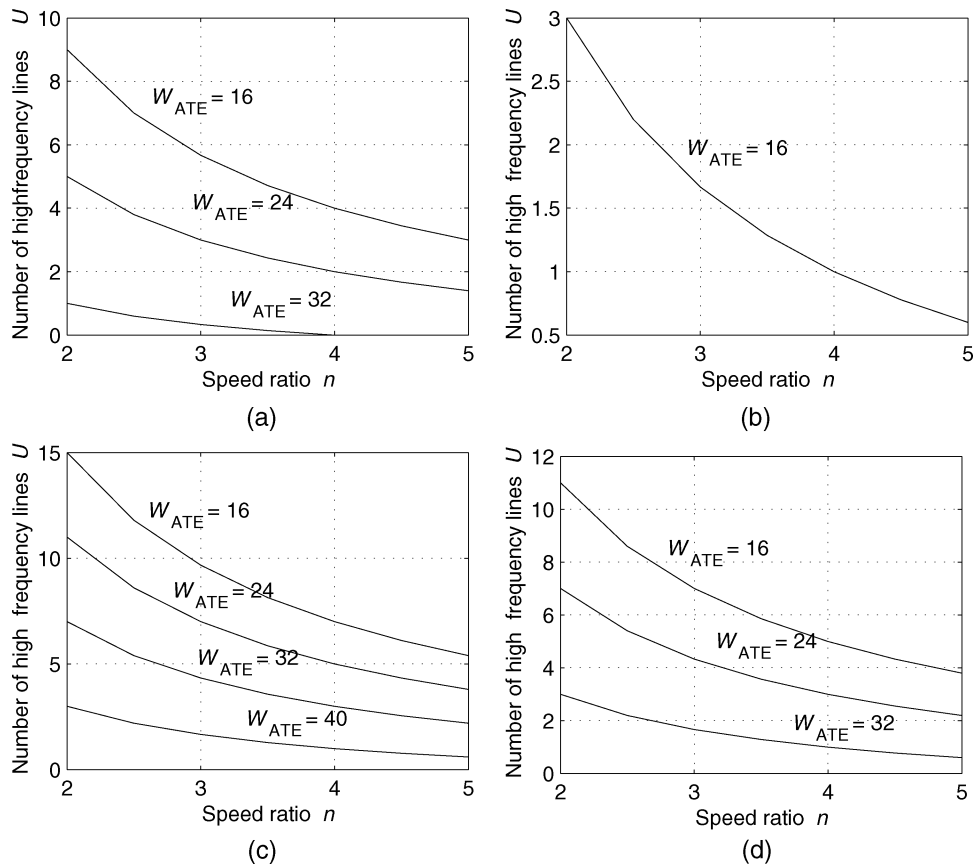 Number of highfrequency lines U
10
8
6
4
2
0
W ATE = 16
W ATE = 24
W ATE = 32
2 3 4 5
Speed ratio n
(a)
Number of high frequency lines U
3
2.5
2
1.5
1
0.5
W ATE = 16
2 3 4 5
Speed ratio n
(b)
Number of high frequency lines U
15
10
5
0
W ATE = 16
W ATE = 24
W ATE = 32
W ATE = 40
2 3 4 5
Speed ratio n
(c)
Number of high frequency lines U
12
10
8
6
4
2
0
W ATE = 16
W ATE = 24
W ATE = 32
2 3 4 5
Speed ratio n
(d)